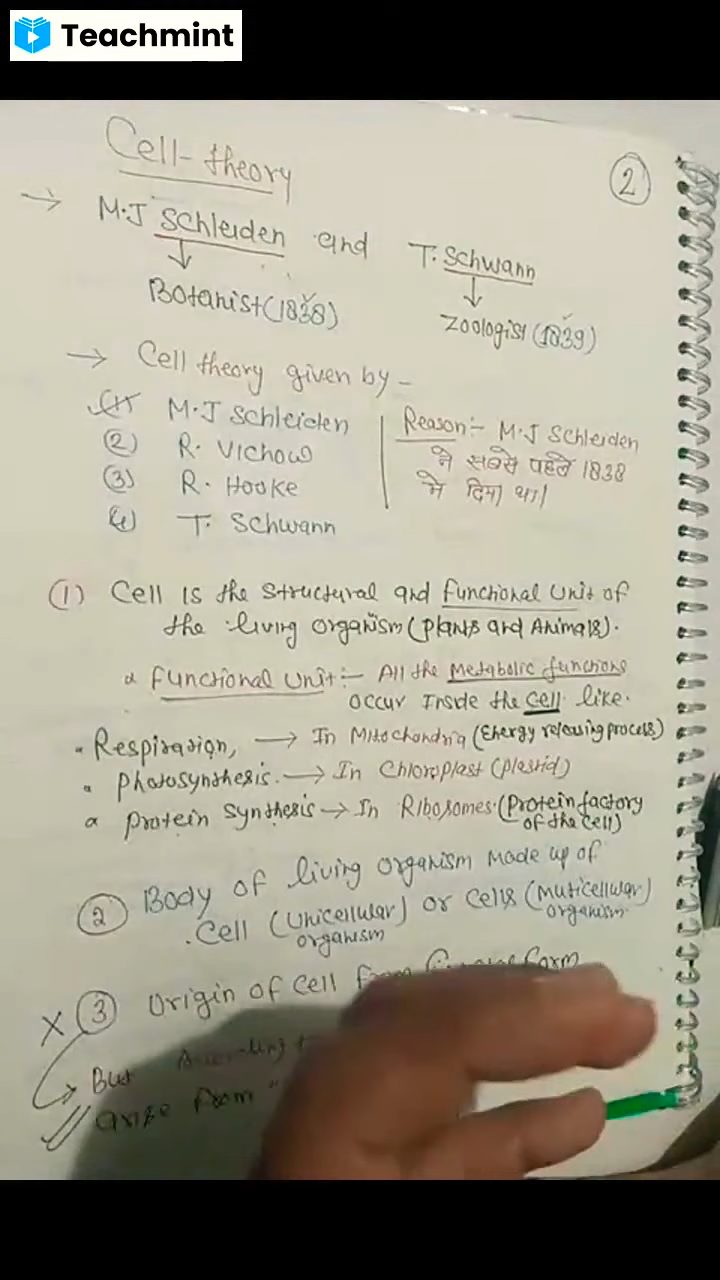 Teachmint
Cell-theory
2
→ M.J Schleiden and T. Schwann
Botanist (1838)
Zoologist (1839)
→ Cell theory given by -
(1) M.J Schleiden
(2) R. Vichow
(3) R. Hooke
(4) T. Schwann
Reason:- M.J Schleiden
ने सबसे पहले 1838
मे दिया था।
(1) Cell is the structural and functional unit of
the living organism (Plants and Animals).
Functional unit:- All the Metabolic functions
occur inside the cell like.
Respiration, → In Mitochondria (Energy releasing process)
Photosynthesis. → In Chloroplast (Plastid)
Protein synthesis → In Ribosomes. (Protein factory
of the cell)
(2) Body of living organism made up of
Cell (Unicellular) or cells (Muticellular)
organism organism
X (3) Origin of cell form
But
arise from "